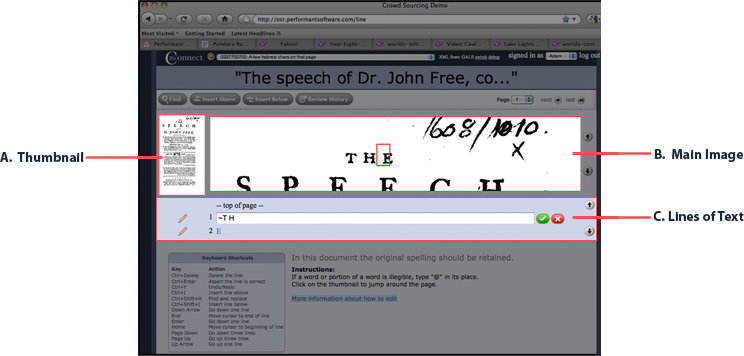 Crowd Sourcing Demo
http://ocr.performantsoftware.com/line
Most Visited
Getting Started
Latest Headlines
Performant
Pandora Ra
Yahoo!
Your Eight-
worlds-billi
Video: Coul
Lake Lights
worlds-cool
Connect
0227700700: A few hebrew chars on first page
XML from: GALE switch debug
signed in as Adam log out
"The speech of Dr. John Free, co..."
Find
Insert Above
Insert Below
Review History
Page: 1 next last
A. Thumbnail
SPEECH
1608/1010.
X
THE
SPEECH
B. Main Image
-- top of page --
1 ~T H
C. Lines of Text
2 E
Keyboard Shortcuts
Key Action
Ctrl+Delete Delete the line
Ctrl+Enter Assert the line is correct
Ctrl+Y Undo/Redo
Ctrl+I Insert line above
Ctrl+Shift+H Find and replace
Ctrl+Shift+I Insert line below
Down Arrow Go down one line
End Move cursor to end of line
Enter Go down one line
Home Move cursor to beginning of line
Page Down Go down three lines
Page Up Go up three lines
Up Arrow Go up one line
In this document the original spelling should be retained.
Instructions:
If a word or portion of a word is illegible, type "@" in its place.
Click on the thumbnail to jump around the page.
More information about how to edit